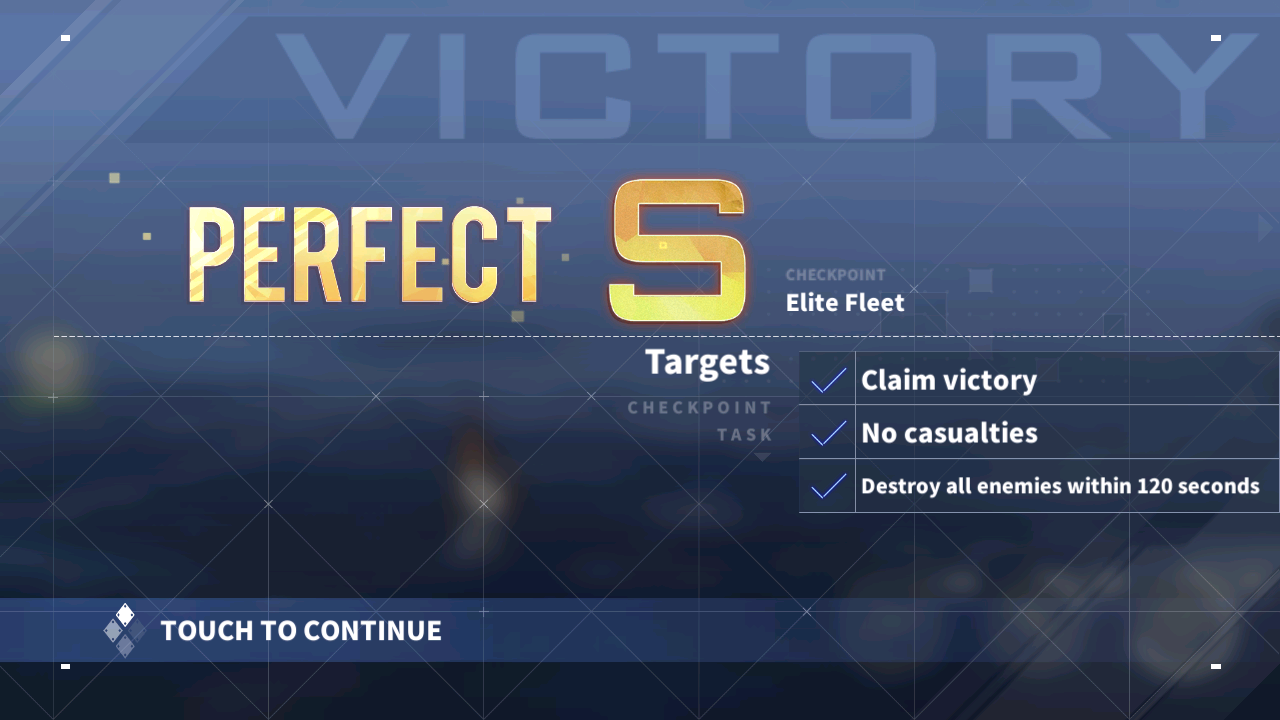 VICTORY
PERFECT S
CHECKPOINT
Elite Fleet
Targets
CHECKPOINT
TASK
Claim victory
No casualties
Destroy all enemies within 120 seconds
TOUCH TO CONTINUE